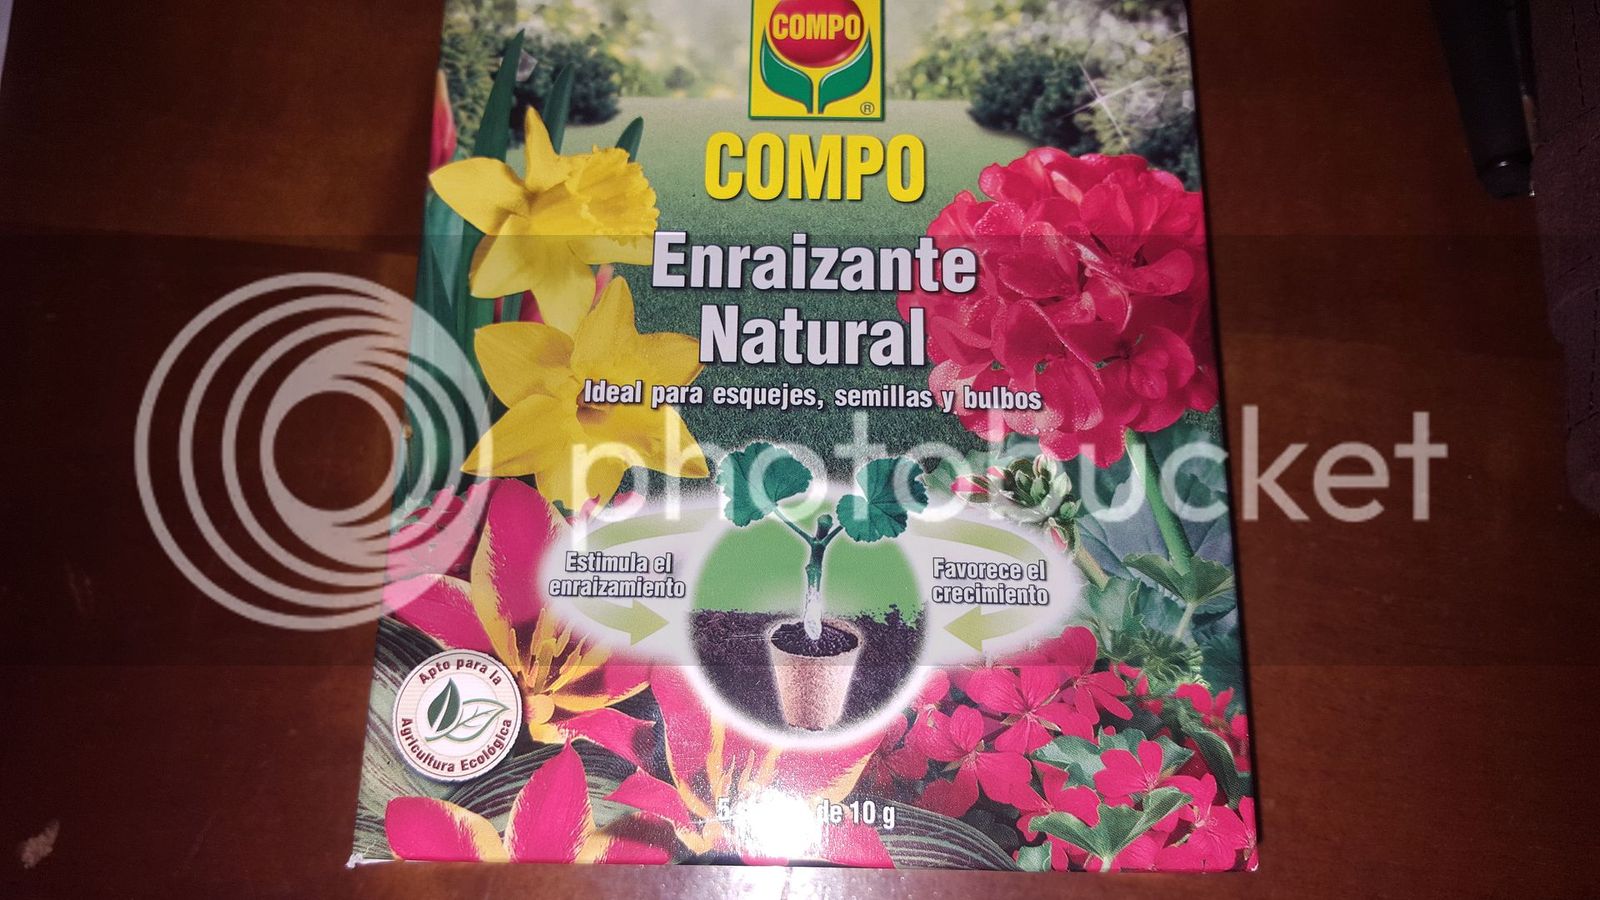 COMPO
®
COMPO
Enraizante
Natural
Ideal para esquejes, semillas y bulbos
photobucket
Estimula el
enraizamiento
Favorece el
crecimiento
Apto para la
Agricultura Ecológica
5 de 10 g